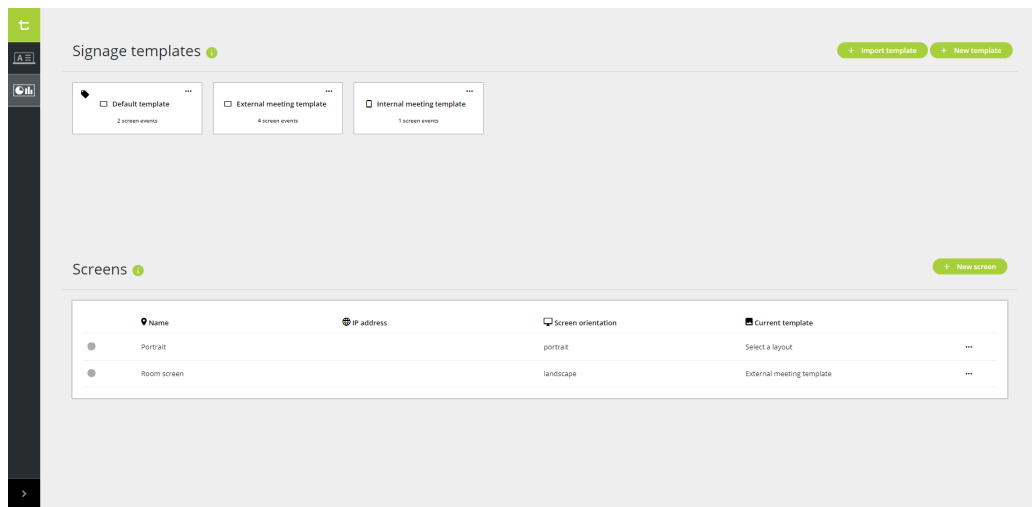 t
Signage templates
+ Import template
+ New template
A
Default template
2 screen events
External meeting template
4 screen events
Internal meeting template
1 screen events
Screens
+ New screen
Name IP address Screen orientation Current template
Portrait portrait Select a layout
Room screen landscape External meeting template